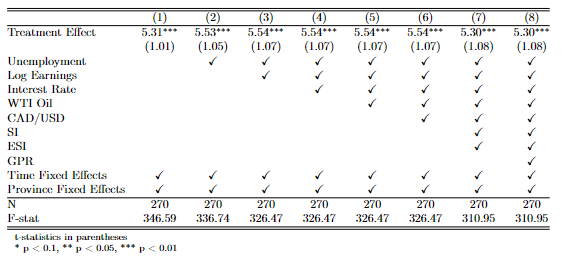 (1) (2) (3) (4) (5) (6) (7) (8)
Treatment Effect 5.31*** 5.53*** 5.54*** 5.54*** 5.54*** 5.54*** 5.30*** 5.30***
(1.01) (1.05) (1.07) (1.07) (1.07) (1.07) (1.08) (1.08)
Unemployment ✓ ✓ ✓ ✓ ✓ ✓ ✓
Log Earnings ✓ ✓ ✓ ✓ ✓ ✓
Interest Rate ✓ ✓ ✓ ✓ ✓
WTI Oil ✓ ✓ ✓ ✓
CAD/USD ✓ ✓ ✓
SI ✓ ✓
ESI ✓ ✓
GPR ✓
Time Fixed Effects ✓ ✓ ✓ ✓ ✓ ✓ ✓ ✓
Province Fixed Effects ✓ ✓ ✓ ✓ ✓ ✓ ✓ ✓
N 270 270 270 270 270 270 270 270
F-stat 346.59 336.74 326.47 326.47 326.47 326.47 310.95 310.95
t-statistics in parentheses
* p < 0.1, ** p < 0.05, *** p < 0.01